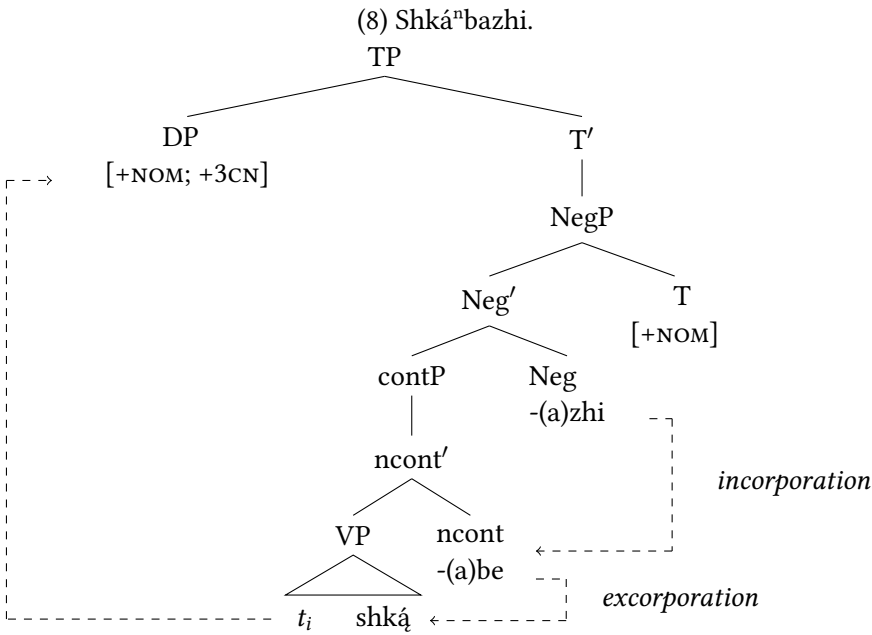 (8) Shkáⁿbazhi.
TP
DP T′
[+NOM; +3CN]
NegP
Neg′ T
[+NOM]
contP Neg
-(a)zhi
ncont′
incorporation
VP ncont
-(a)be
excorporation
tᵢ shką́